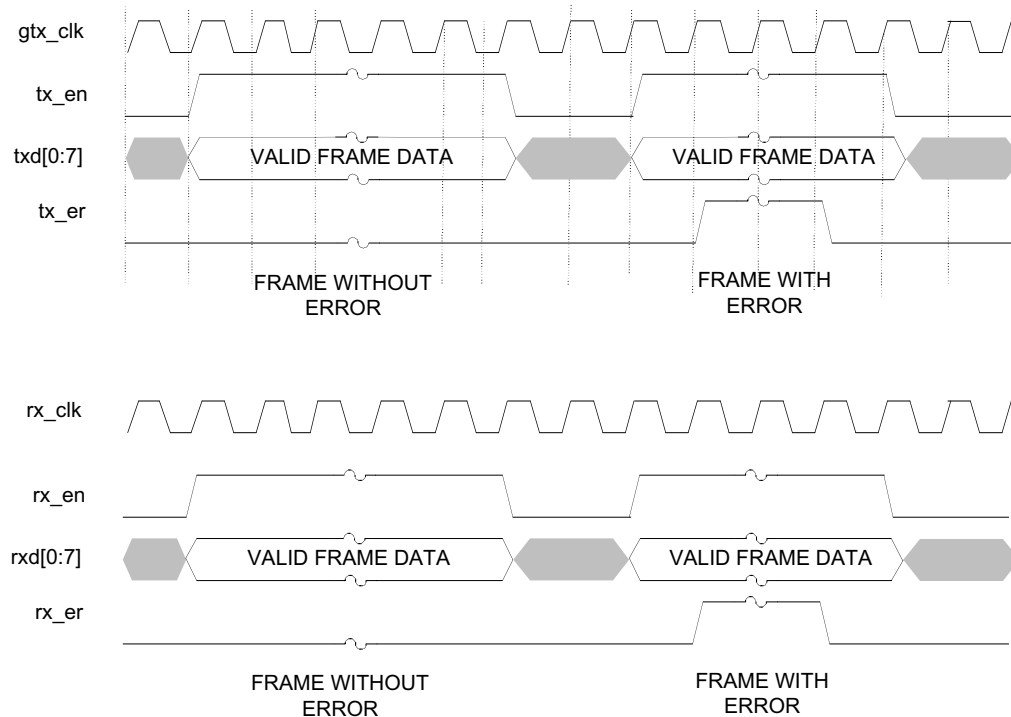 gtx_clk
tx_en
txd[0:7]
VALID FRAME DATA
VALID FRAME DATA
tx_er
FRAME WITHOUT
ERROR
FRAME WITH
ERROR
rx_clk
rx_en
rxd[0:7]
VALID FRAME DATA
VALID FRAME DATA
rx_er
FRAME WITHOUT
ERROR
FRAME WITH
ERROR